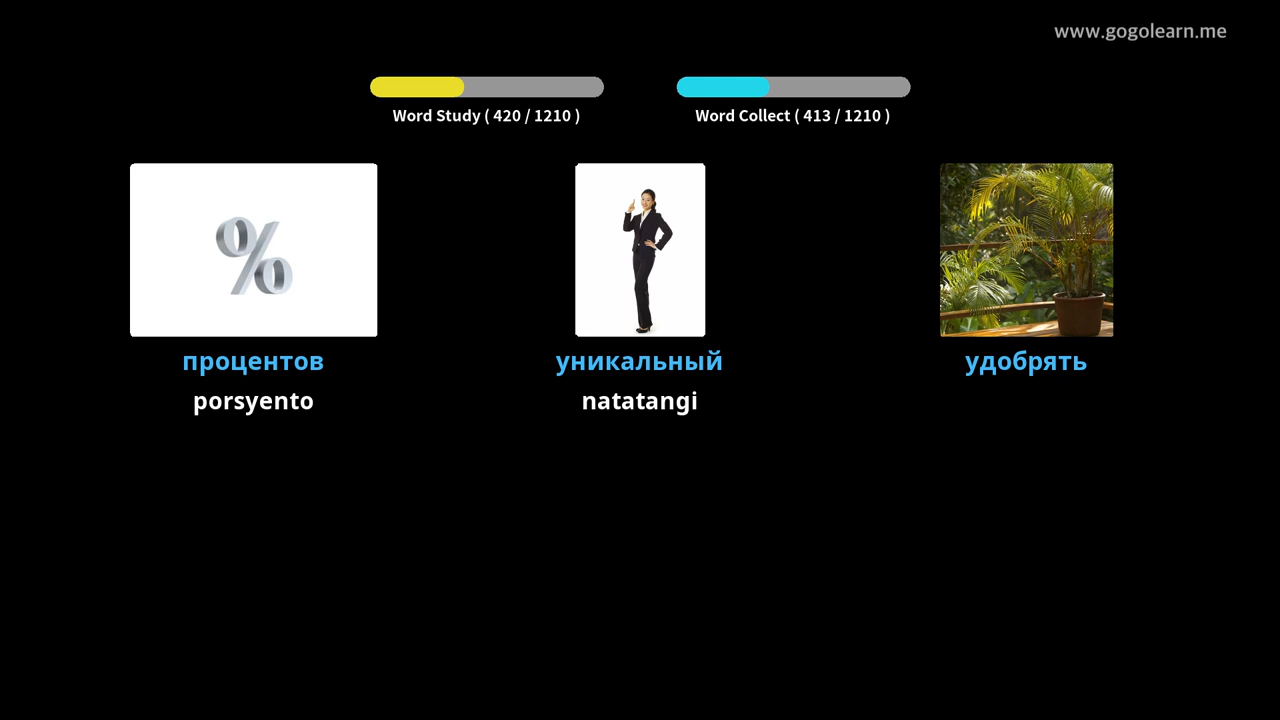 www.gogolearn.me
Word Study ( 420 / 1210 )
Word Collect ( 413 / 1210 )
%
процентов
уникальный
удобрять
porsyento
natatangi